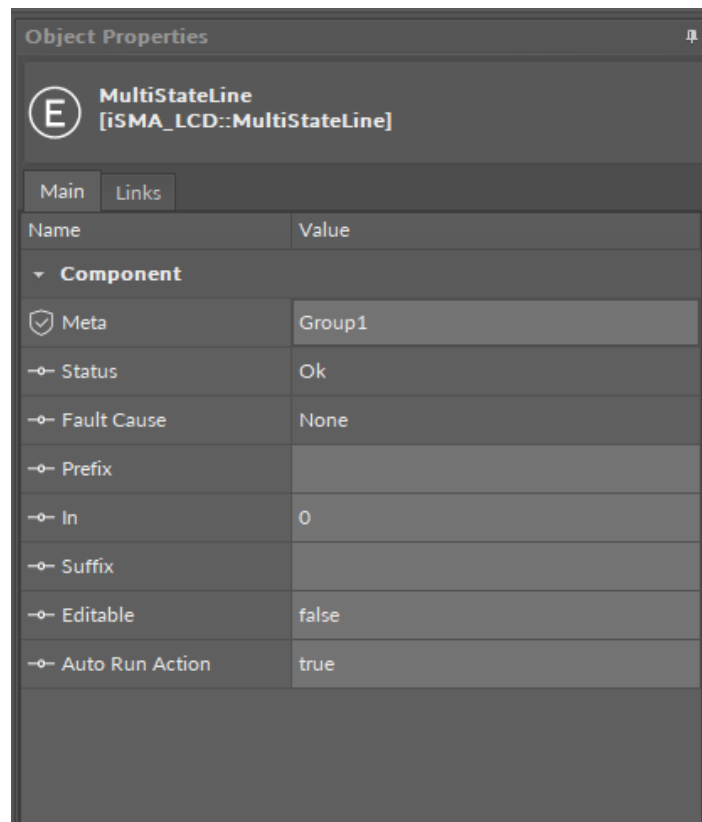 Object Properties
E
MultiStateLine
[iSMA_LCD::MultiStateLine]
Main Links
Name Value
Component
Meta Group1
Status Ok
Fault Cause None
Prefix
In 0
Suffix
Editable false
Auto Run Action true